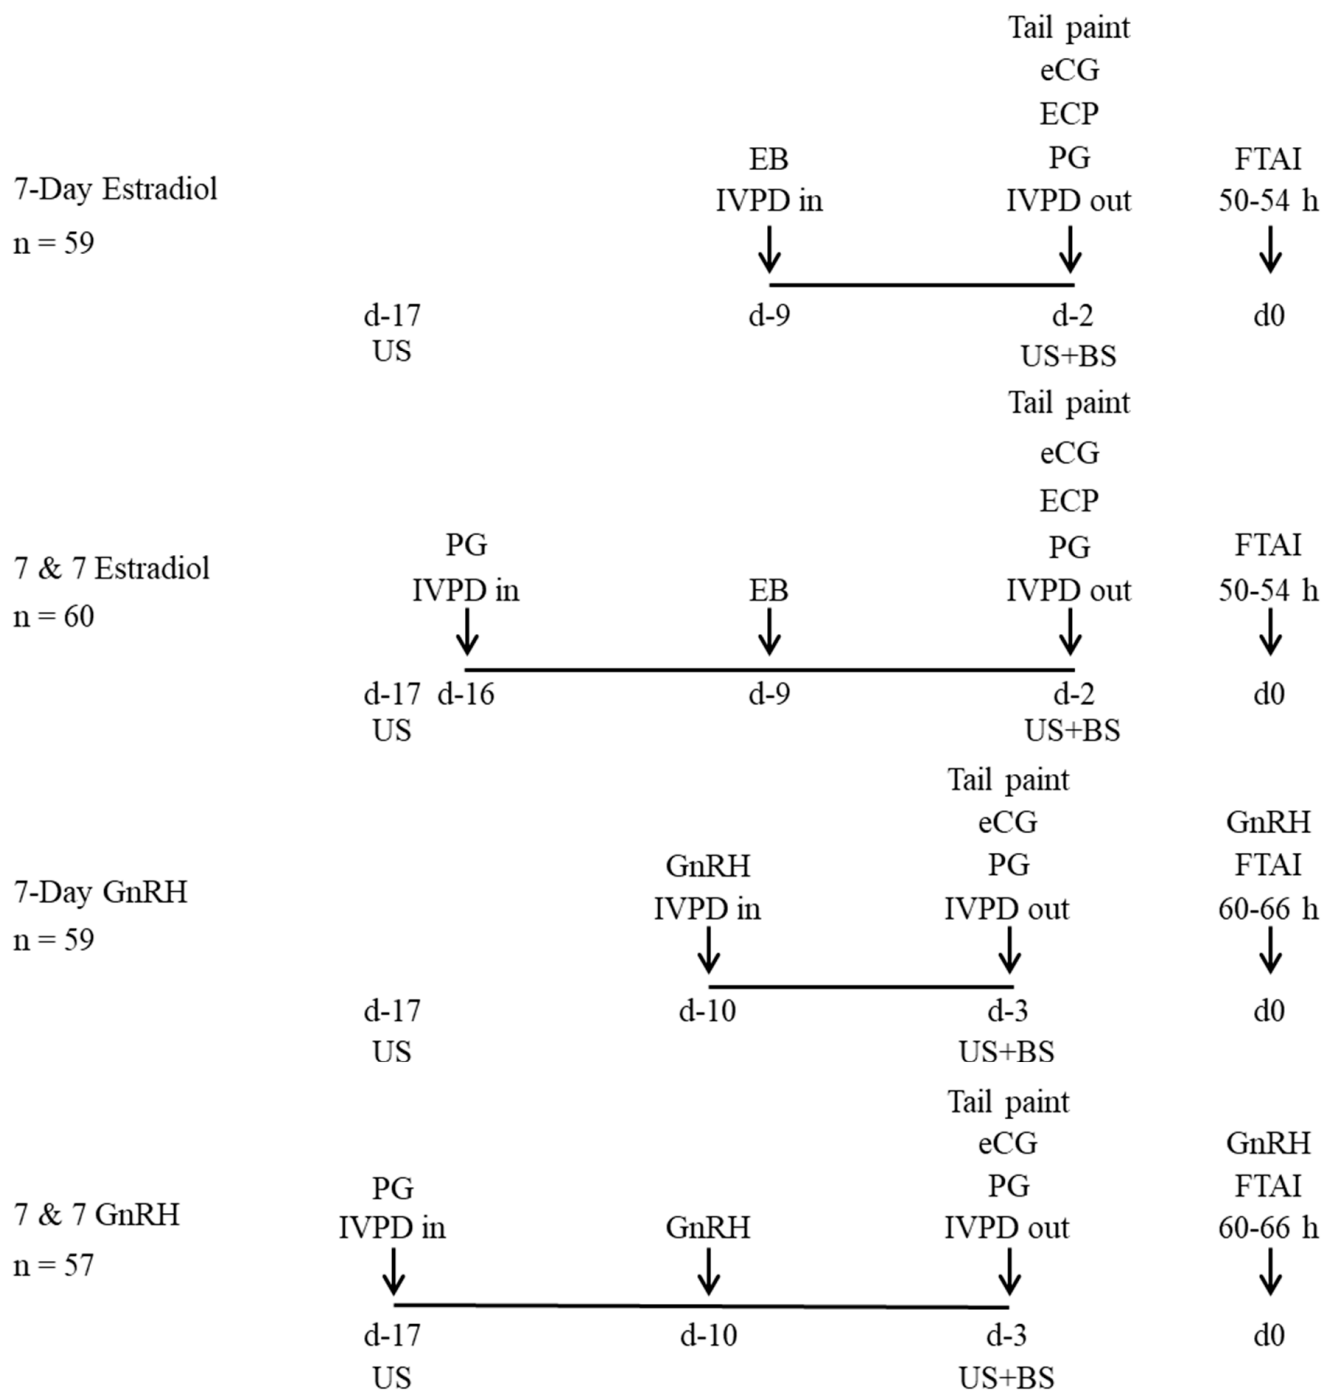 Tail paint
eCG
ECP
EB PG FTAI
7-Day Estradiol IVPD in IVPD out 50-54 h
n = 59
d-17 d-9 d-2 d0
US US+BS
Tail paint
eCG
ECP
PG PG FTAI
7 & 7 Estradiol IVPD in EB IVPD out 50-54 h
n = 60
d-17 d-16 d-9 d-2 d0
US US+BS
Tail paint
eCG GnRH
GnRH PG FTAI
7-Day GnRH IVPD in IVPD out 60-66 h
n = 59
d-17 d-10 d-3 d0
US US+BS
Tail paint
eCG GnRH
PG PG FTAI
7 & 7 GnRH IVPD in GnRH IVPD out 60-66 h
n = 57
d-17 d-10 d-3 d0
US US+BS